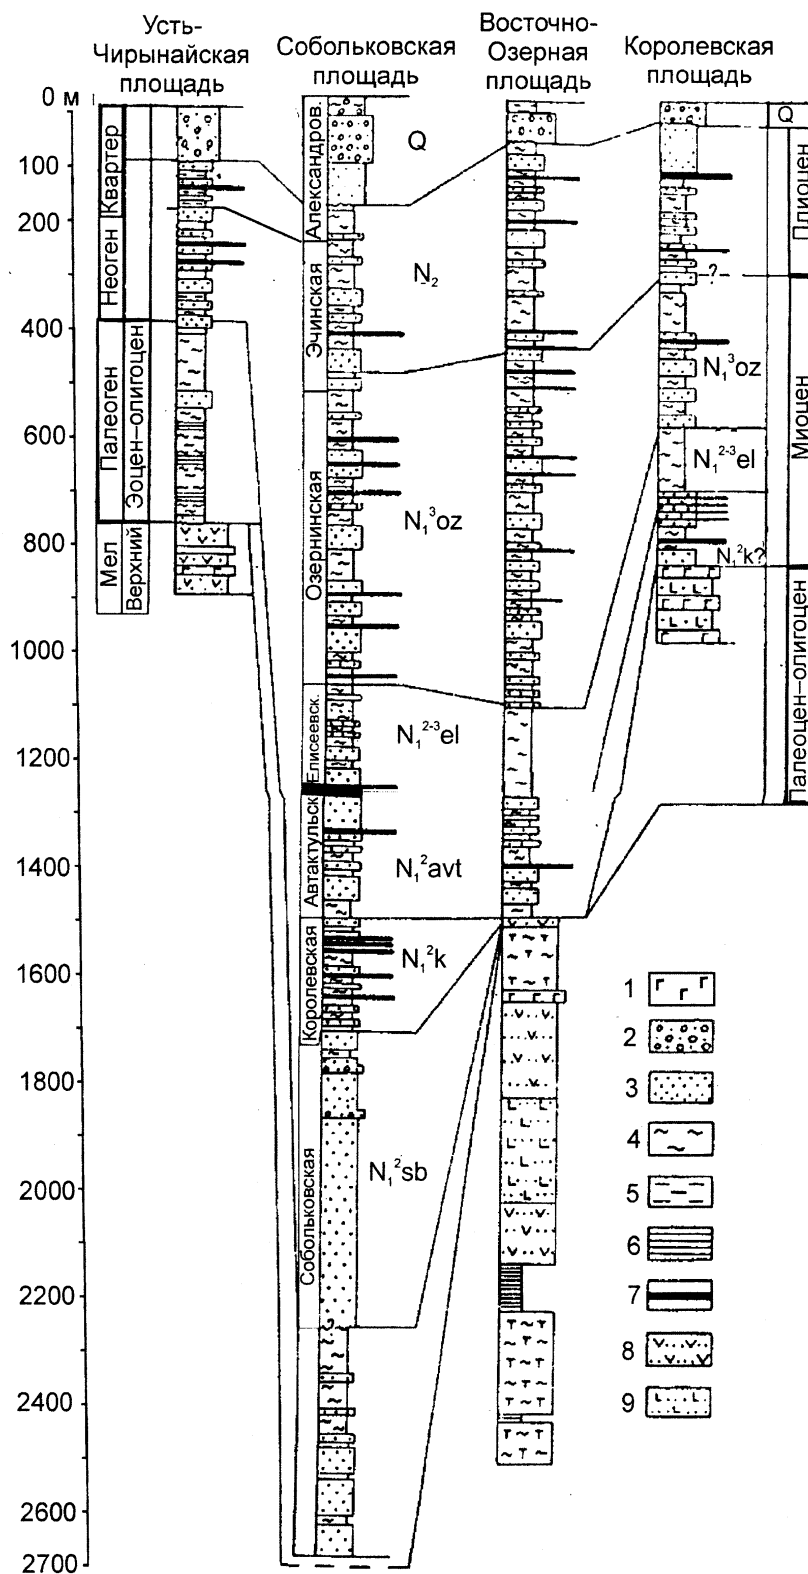 Усть-
Чирынайская
площадь
Собольковская
площадь
Восточно-
Озерная
площадь
Королевская
площадь
0 м
100
200
400
600
800
1000
1200
1400
1600
1800
2000
2200
2400
2600
2700
Квартер
Неоген
Палеоген
Эоцен–олигоцен
Мел
Верхний
Александров.
Эчинская
Озернинская
Елисеевск.
Автактульск
Королевская
Собольковская
Q
N₂
N₁³oz
N₁²⁻³el
N₁²avt
N₁²k
N₁²sb
?
N₁³oz
N₁²⁻³el
N₁²k?
Q
Плиоцен
Миоцен
Палеоцен–олигоцен
1
2
3
4
5
6
7
8
9